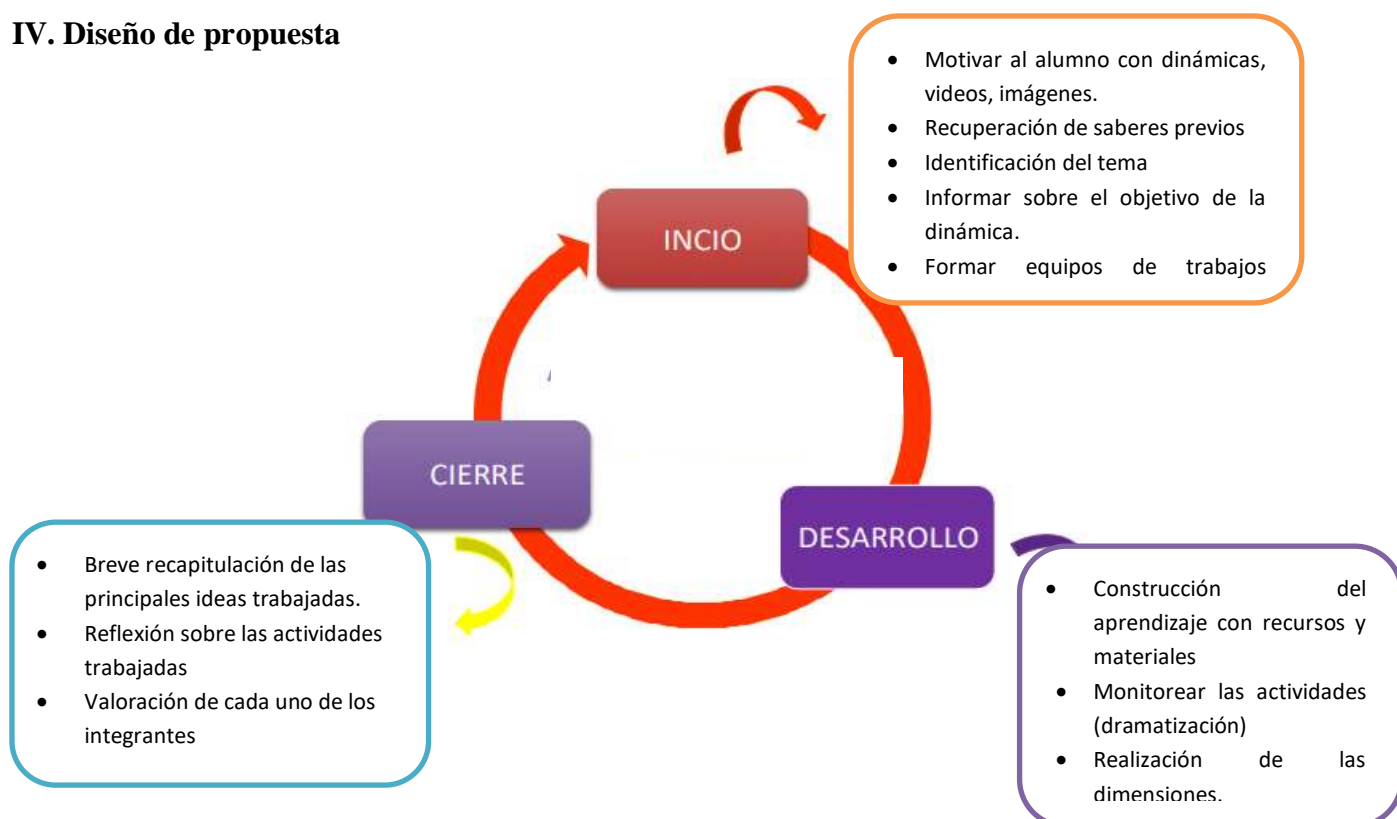 IV. Diseño de propuesta
• Motivar al alumno con dinámicas,
videos, imágenes.
• Recuperación de saberes previos
• Identificación del tema
• Informar sobre el objetivo de la
dinámica.
• Formar equipos de trabajos
INCIO
CIERRE
DESARROLLO
• Breve recapitulación de las
principales ideas trabajadas.
• Reflexión sobre las actividades
trabajadas
• Valoración de cada uno de los
integrantes
• Construcción del
aprendizaje con recursos y
materiales
• Monitorear las actividades
(dramatización)
• Realización de las
dimensiones.